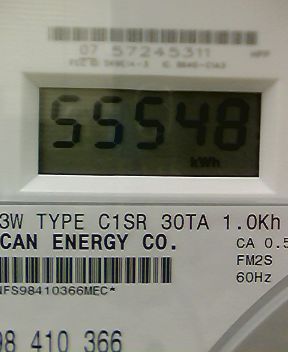 07 57245311
55548
kWh
3W TYPE C1SR 30TA 1.0Kh
CAN ENERGY CO.
CA 0.5
FM2S
60Hz
NFS98410366MEC*
98 410 366